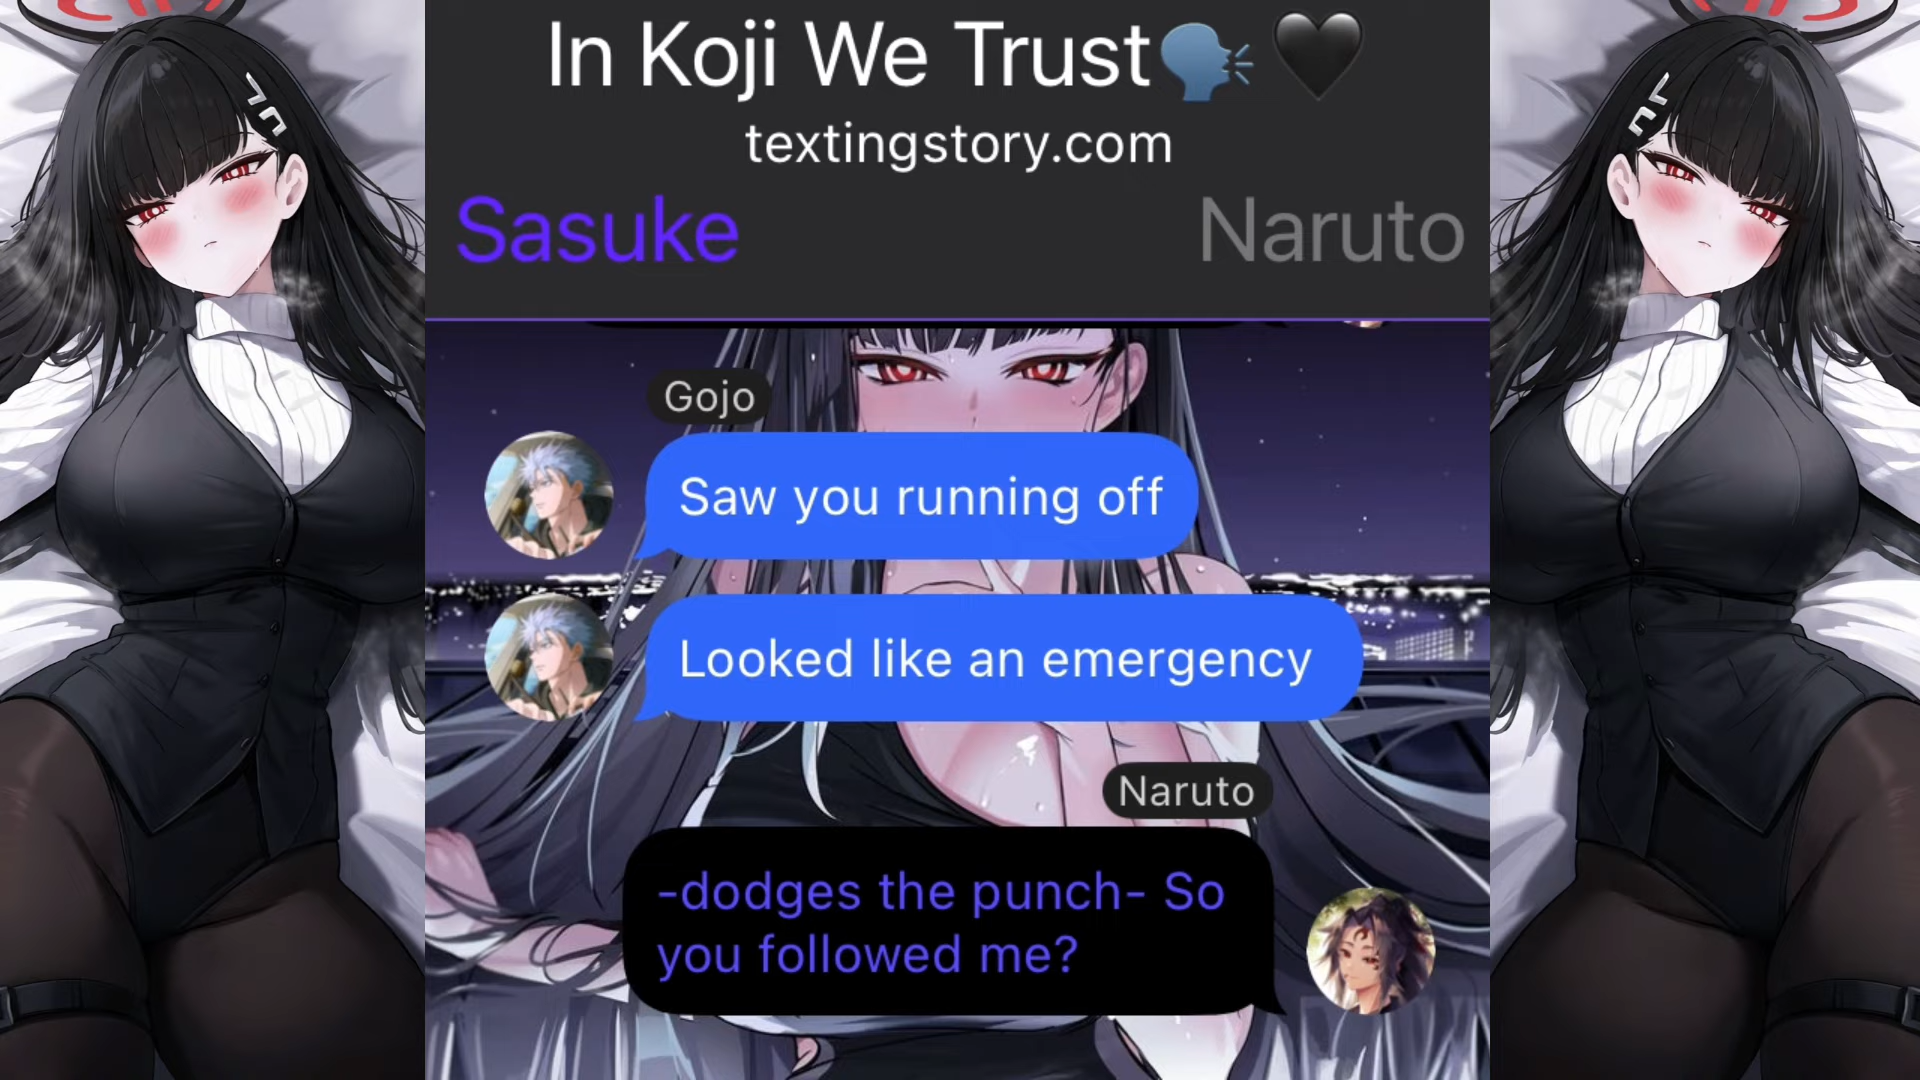 In Koji We Trust🗣️🖤
textingstory.com
Sasuke
Naruto
Gojo
Saw you running off
Looked like an emergency
Naruto
-dodges the punch- So
you followed me?